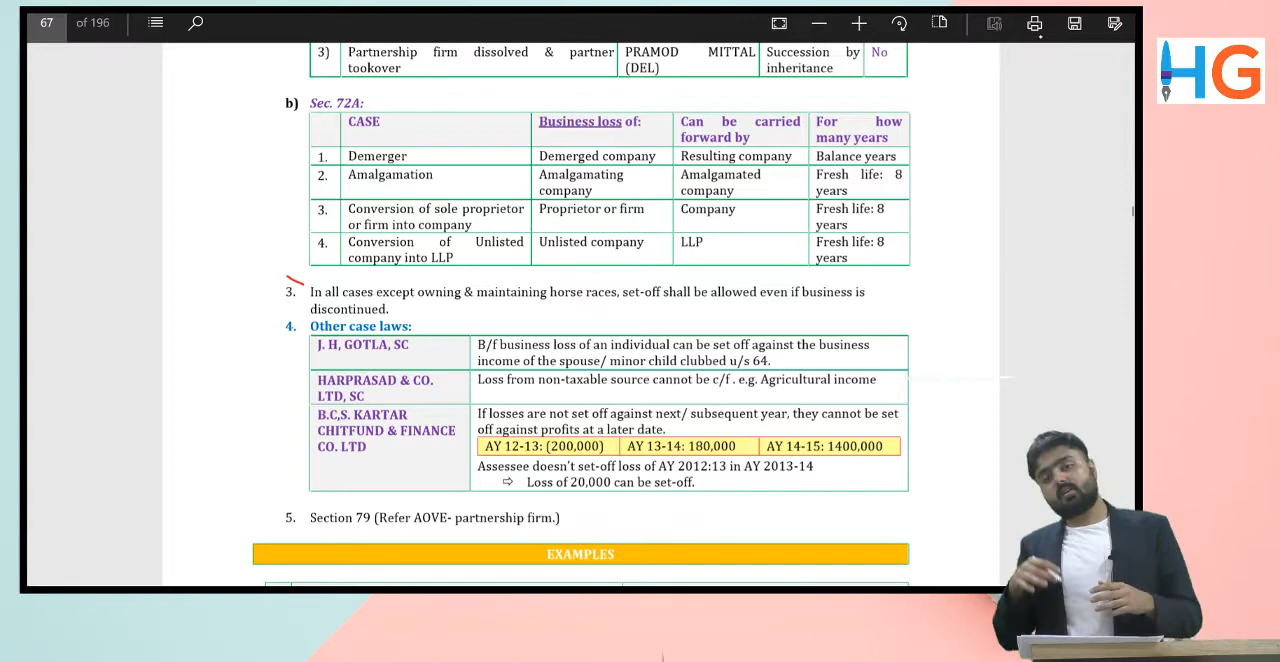 67 of 196
HG
3) Partnership firm dissolved & partner tookover PRAMOD MITTAL (DEL) Succession by inheritance No
b) Sec. 72A:
CASE Business loss of: Can be carried forward by For how many years
1. Demerger Demerged company Resulting company Balance years
2. Amalgamation Amalgamating company Amalgamated company Fresh life: 8 years
3. Conversion of sole proprietor or firm into company Proprietor or firm Company Fresh life: 8 years
4. Conversion of Unlisted company into LLP Unlisted company LLP Fresh life: 8 years
3. In all cases except owning & maintaining horse races, set-off shall be allowed even if business is
discontinued.
4. Other case laws:
J. H, GOTLA, SC
B/f business loss of an individual can be set off against the business
income of the spouse/ minor child clubbed u/s 64.
HARPRASAD & CO.
LTD, SC
Loss from non-taxable source cannot be c/f . e.g. Agricultural income
B.C,S. KARTAR
CHITFUND & FINANCE
CO. LTD
If losses are not set off against next/ subsequent year, they cannot be set
off against profits at a later date.
AY 12-13: (200,000) AY 13-14: 180,000 AY 14-15: 1400,000
Assessee doesn't set-off loss of AY 2012:13 in AY 2013-14
⇨ Loss of 20,000 can be set-off.
5. Section 79 (Refer AOVE- partnership firm.)
EXAMPLES